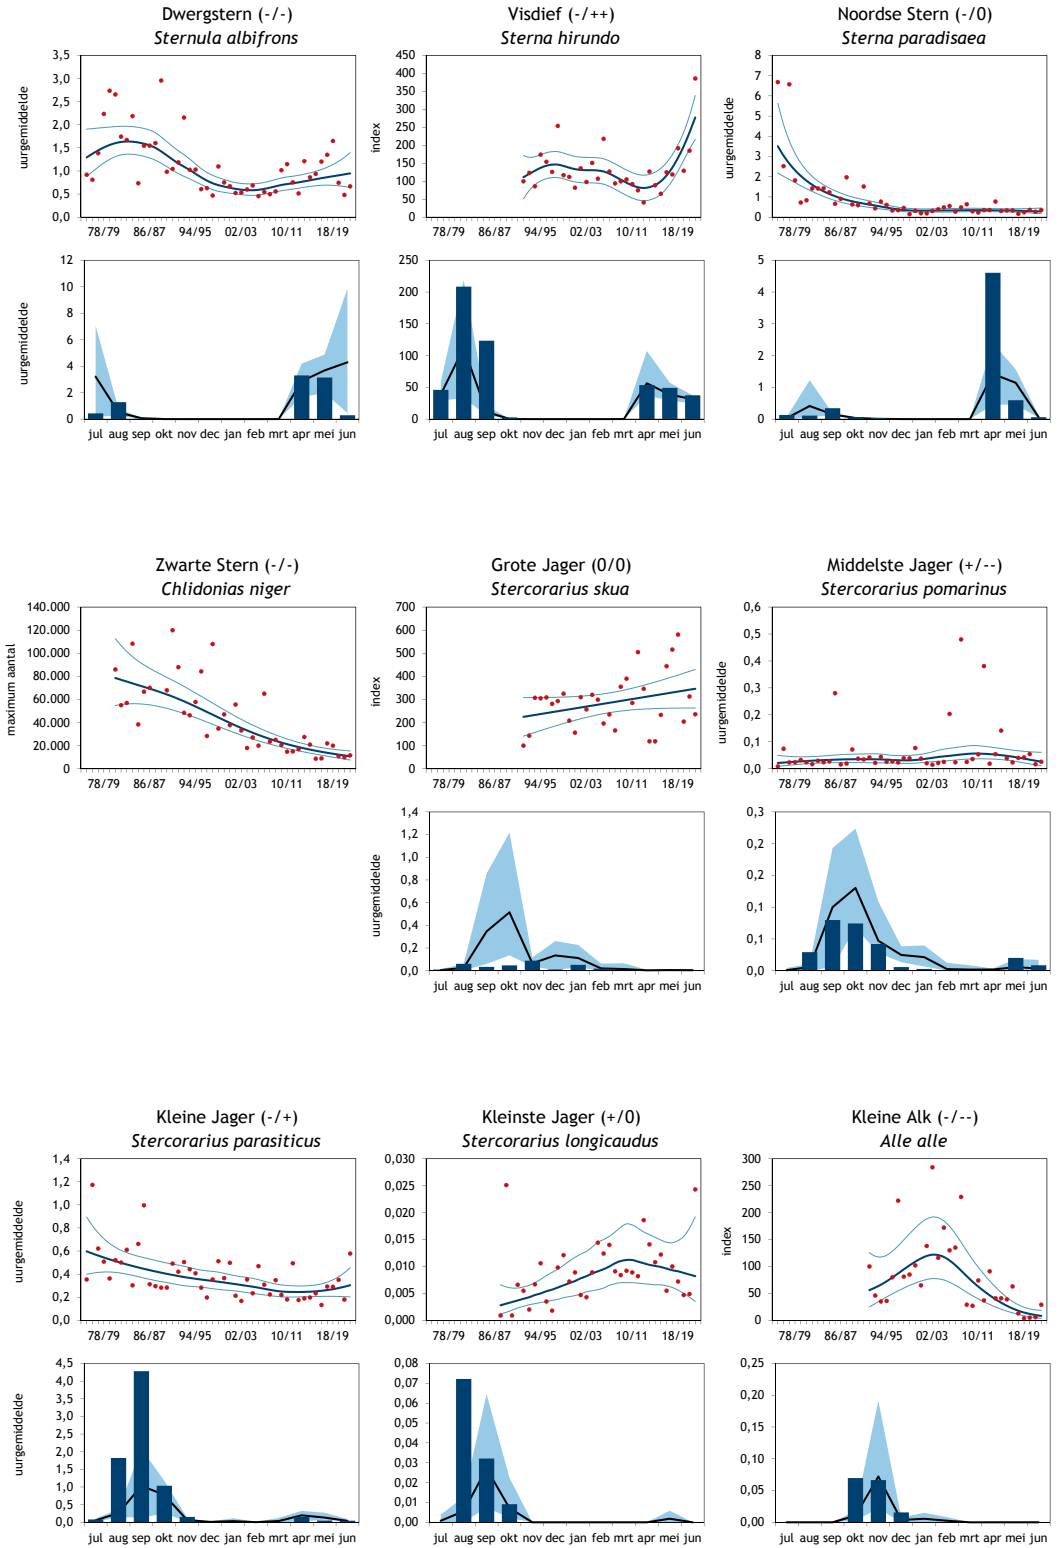 Dwergstern (-/-)
Sternula albifrons
uurgemiddelde
3,5
3,0
2,5
2,0
1,5
1,0
0,5
0,0
78/79 86/87 94/95 02/03 10/11 18/19
Visdief (-/++)
Sterna hirundo
index
450
400
350
300
250
200
150
100
50
0
78/79 86/87 94/95 02/03 10/11 18/19
Noordse Stern (-/0)
Sterna paradisaea
uurgemiddelde
8
7
6
5
4
3
2
1
0
78/79 86/87 94/95 02/03 10/11 18/19
uurgemiddelde
12
10
8
6
4
2
0
jul aug sep okt nov dec jan feb mrt apr mei jun
250
200
150
100
50
0
jul aug sep okt nov dec jan feb mrt apr mei jun
5
4
3
2
1
0
jul aug sep okt nov dec jan feb mrt apr mei jun
Zwarte Stern (-/-)
Chlidonias niger
maximum aantal
140.000
120.000
100.000
80.000
60.000
40.000
20.000
0
78/79 86/87 94/95 02/03 10/11 18/19
Grote Jager (0/0)
Stercorarius skua
index
700
600
500
400
300
200
100
0
78/79 86/87 94/95 02/03 10/11 18/19
Middelste Jager (+/--)
Stercorarius pomarinus
uurgemiddelde
0,6
0,5
0,4
0,3
0,2
0,1
0,0
78/79 86/87 94/95 02/03 10/11 18/19
uurgemiddelde
1,4
1,2
1,0
0,8
0,6
0,4
0,2
0,0
jul aug sep okt nov dec jan feb mrt apr mei jun
uurgemiddelde
0,3
0,2
0,2
0,1
0,1
0,0
jul aug sep okt nov dec jan feb mrt apr mei jun
Kleine Jager (-/+)
Stercorarius parasiticus
uurgemiddelde
1,4
1,2
1,0
0,8
0,6
0,4
0,2
0,0
78/79 86/87 94/95 02/03 10/11 18/19
Kleinste Jager (+/0)
Stercorarius longicaudus
0,030
0,025
0,020
0,015
0,010
0,005
0,000
78/79 86/87 94/95 02/03 10/11 18/19
Kleine Alk (-/--)
Alle alle
index
300
250
200
150
100
50
0
78/79 86/87 94/95 02/03 10/11 18/19
uurgemiddelde
4,5
4,0
3,5
3,0
2,5
2,0
1,5
1,0
0,5
0,0
jul aug sep okt nov dec jan feb mrt apr mei jun
0,08
0,07
0,06
0,05
0,04
0,03
0,02
0,01
0,00
jul aug sep okt nov dec jan feb mrt apr mei jun
0,25
0,20
0,15
0,10
0,05
0,00
jul aug sep okt nov dec jan feb mrt apr mei jun